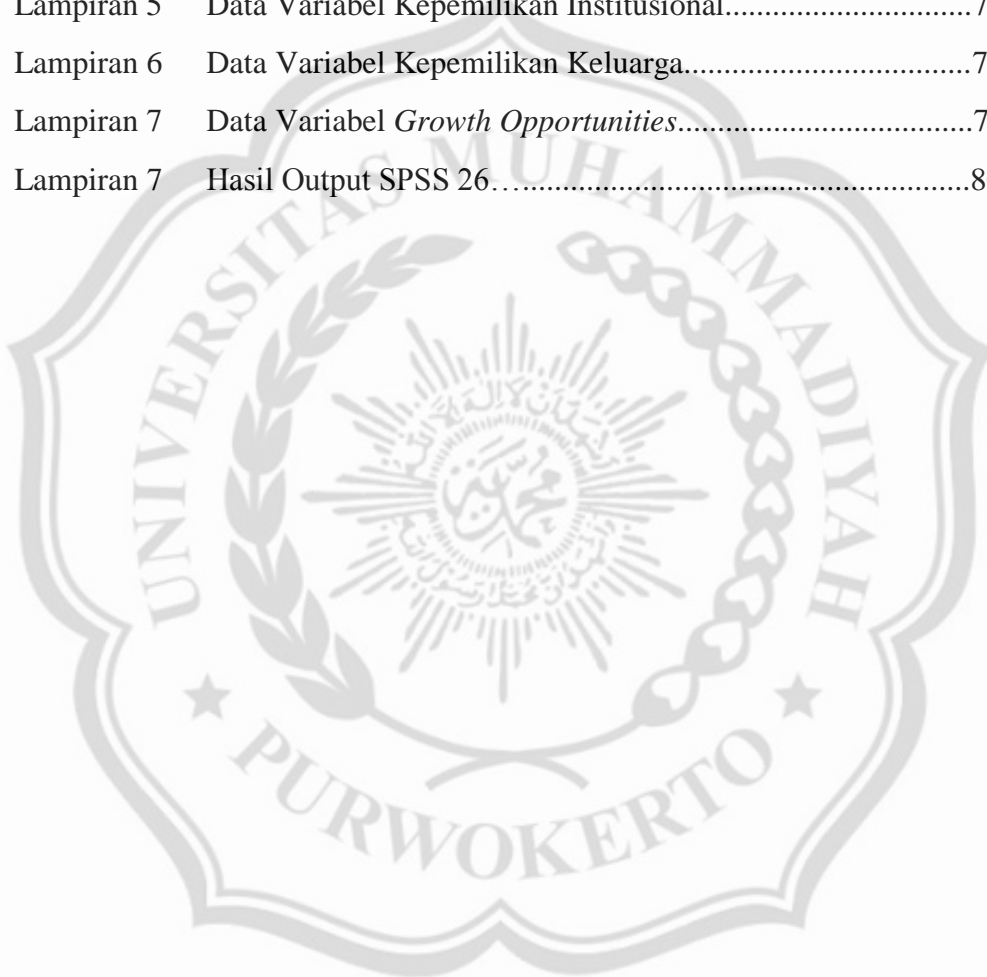 Lampiran 5 Data Variabel Kepemilikan Institusional..............................7
Lampiran 6 Data Variabel Kepemilikan Keluarga...................................7
Lampiran 7 Data Variabel Growth Opportunities....................................7
Lampiran 7 Hasil Output SPSS 26…......................................................8
UNIVERSITAS MUHAMMADIYAH
PURWOKERTO